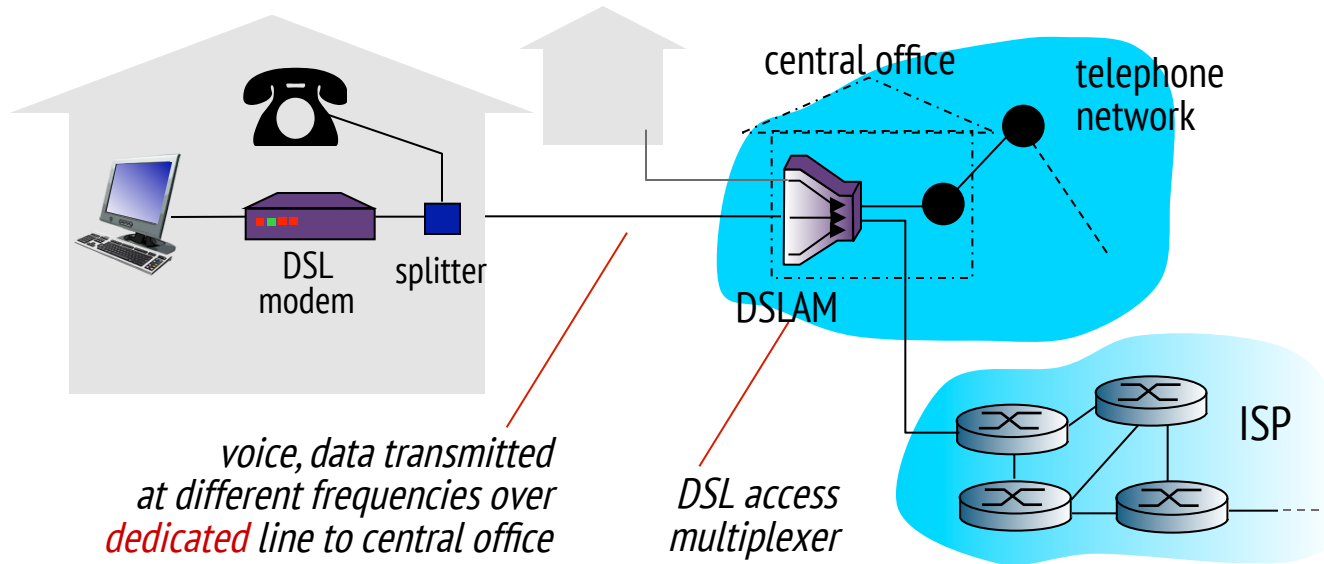 central office
telephone
network
DSL
modem
splitter
DSLAM
ISP
voice, data transmitted
at different frequencies over
dedicated line to central office
DSL access
multiplexer